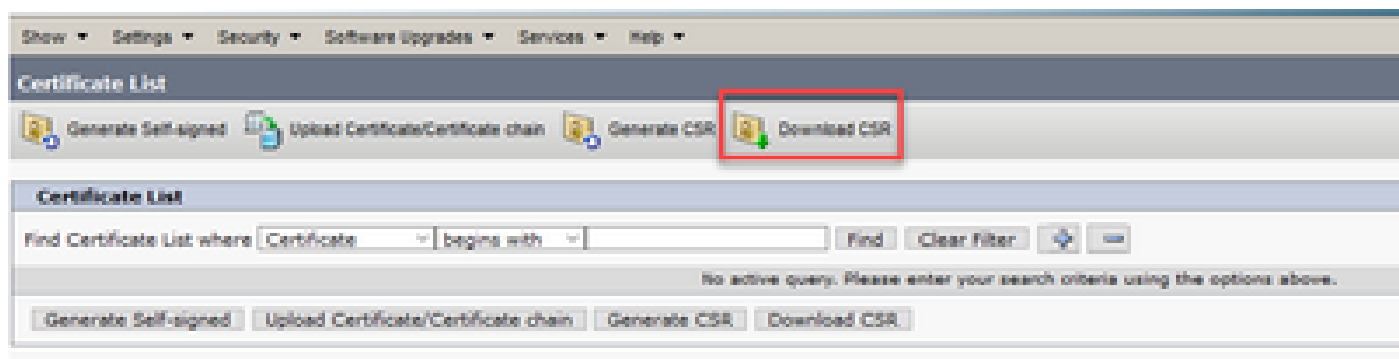 Show Settings Security Software Upgrades Services Help
Certificate List
Generate Self-signed Upload Certificate/Certificate chain Generate CSR Download CSR
Certificate List
Find Certificate List where Certificate begins with Find Clear Filter
No active query. Please enter your search criteria using the options above.
Generate Self-signed Upload Certificate/Certificate chain Generate CSR Download CSR